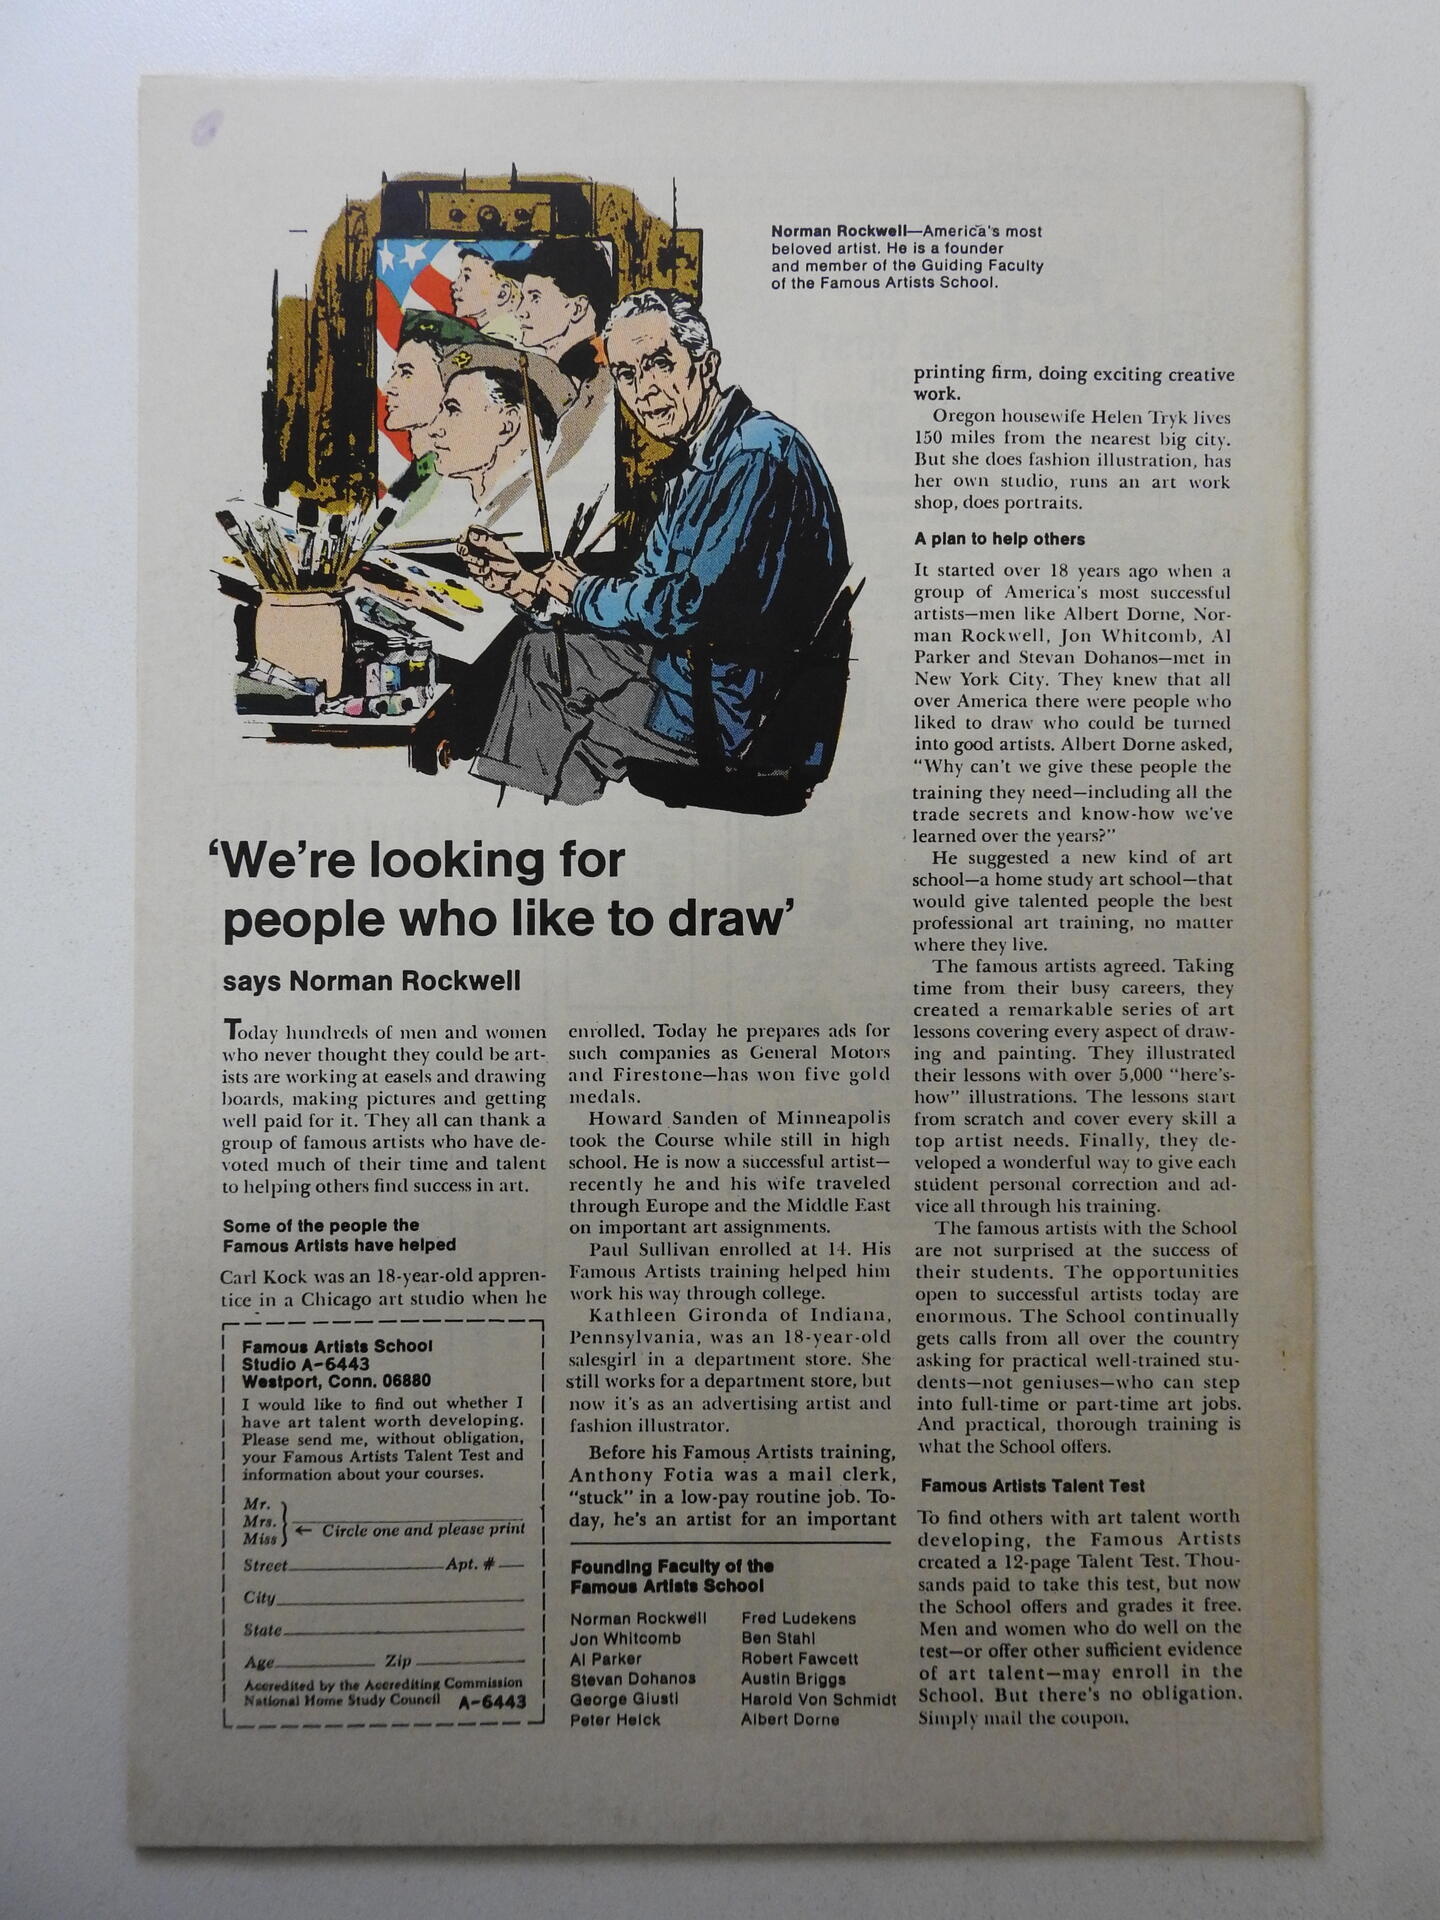 Norman Rockwell—America's most
beloved artist. He is a founder
and member of the Guiding Faculty
of the Famous Artists School.
'We're looking for
people who like to draw'
says Norman Rockwell
Today hundreds of men and women
who never thought they could be art-
ists are working at easels and drawing
boards, making pictures and getting
well paid for it. They all can thank a
group of famous artists who have de-
voted much of their time and talent
to helping others find success in art.
Some of the people the
Famous Artists have helped
Carl Kock was an 18-year-old appren-
tice in a Chicago art studio when he
enrolled. Today he prepares ads for
such companies as General Motors
and Firestone—has won five gold
medals.
Howard Sanden of Minneapolis
took the Course while still in high
school. He is now a successful artist—
recently he and his wife traveled
through Europe and the Middle East
on important art assignments.
Paul Sullivan enrolled at 14. His
Famous Artists training helped him
work his way through college.
Kathleen Gironda of Indiana,
Pennsylvania, was an 18-year-old
salesgirl in a department store. She
still works for a department store, but
now it's as an advertising artist and
fashion illustrator.
Before his Famous Artists training,
Anthony Fotia was a mail clerk,
"stuck" in a low-pay routine job. To-
day, he's an artist for an important
printing firm, doing exciting creative
work.
Oregon housewife Helen Tryk lives
150 miles from the nearest big city.
But she does fashion illustration, has
her own studio, runs an art work
shop, does portraits.
A plan to help others
It started over 18 years ago when a
group of America's most successful
artists—men like Albert Dorne, Nor-
man Rockwell, Jon Whitcomb, Al
Parker and Stevan Dohanos—met in
New York City. They knew that all
over America there were people who
liked to draw who could be turned
into good artists. Albert Dorne asked,
"Why can't we give these people the
training they need—including all the
trade secrets and know-how we've
learned over the years?"
He suggested a new kind of art
school—a home study art school—that
would give talented people the best
professional art training, no matter
where they live.
The famous artists agreed. Taking
time from their busy careers, they
created a remarkable series of art
lessons covering every aspect of draw-
ing and painting. They illustrated
their lessons with over 5,000 "here's-
how" illustrations. The lessons start
from scratch and cover every skill a
top artist needs. Finally, they de-
veloped a wonderful way to give each
student personal correction and ad-
vice all through his training.
The famous artists with the School
are not surprised at the success of
their students. The opportunities
open to successful artists today are
enormous. The School continually
gets calls from all over the country
asking for practical well-trained stu-
dents—not geniuses—who can step
into full-time or part-time art jobs.
And practical, thorough training is
what the School offers.
Famous Artists Talent Test
To find others with art talent worth
developing, the Famous Artists
created a 12-page Talent Test. Thou-
sands paid to take this test, but now
the School offers and grades it free.
Men and women who do well on the
test—or offer other sufficient evidence
of art talent—may enroll in the
School. But there's no obligation.
Simply mail the coupon.
Famous Artists School
Studio A-6443
Westport, Conn. 06880
I would like to find out whether I
have art talent worth developing.
Please send me, without obligation,
your Famous Artists Talent Test and
information about your courses.
Mr.
Mrs.
Miss
← Circle one and please print
Street Apt. #
City
State
Age Zip
Accredited by the Accrediting Commission
National Home Study Council A-6443
Founding Faculty of the
Famous Artists School
Norman Rockwell
Jon Whitcomb
Al Parker
Stevan Dohanos
George Giusti
Peter Helck
Fred Ludekens
Ben Stahl
Robert Fawcett
Austin Briggs
Harold Von Schmidt
Albert Dorne